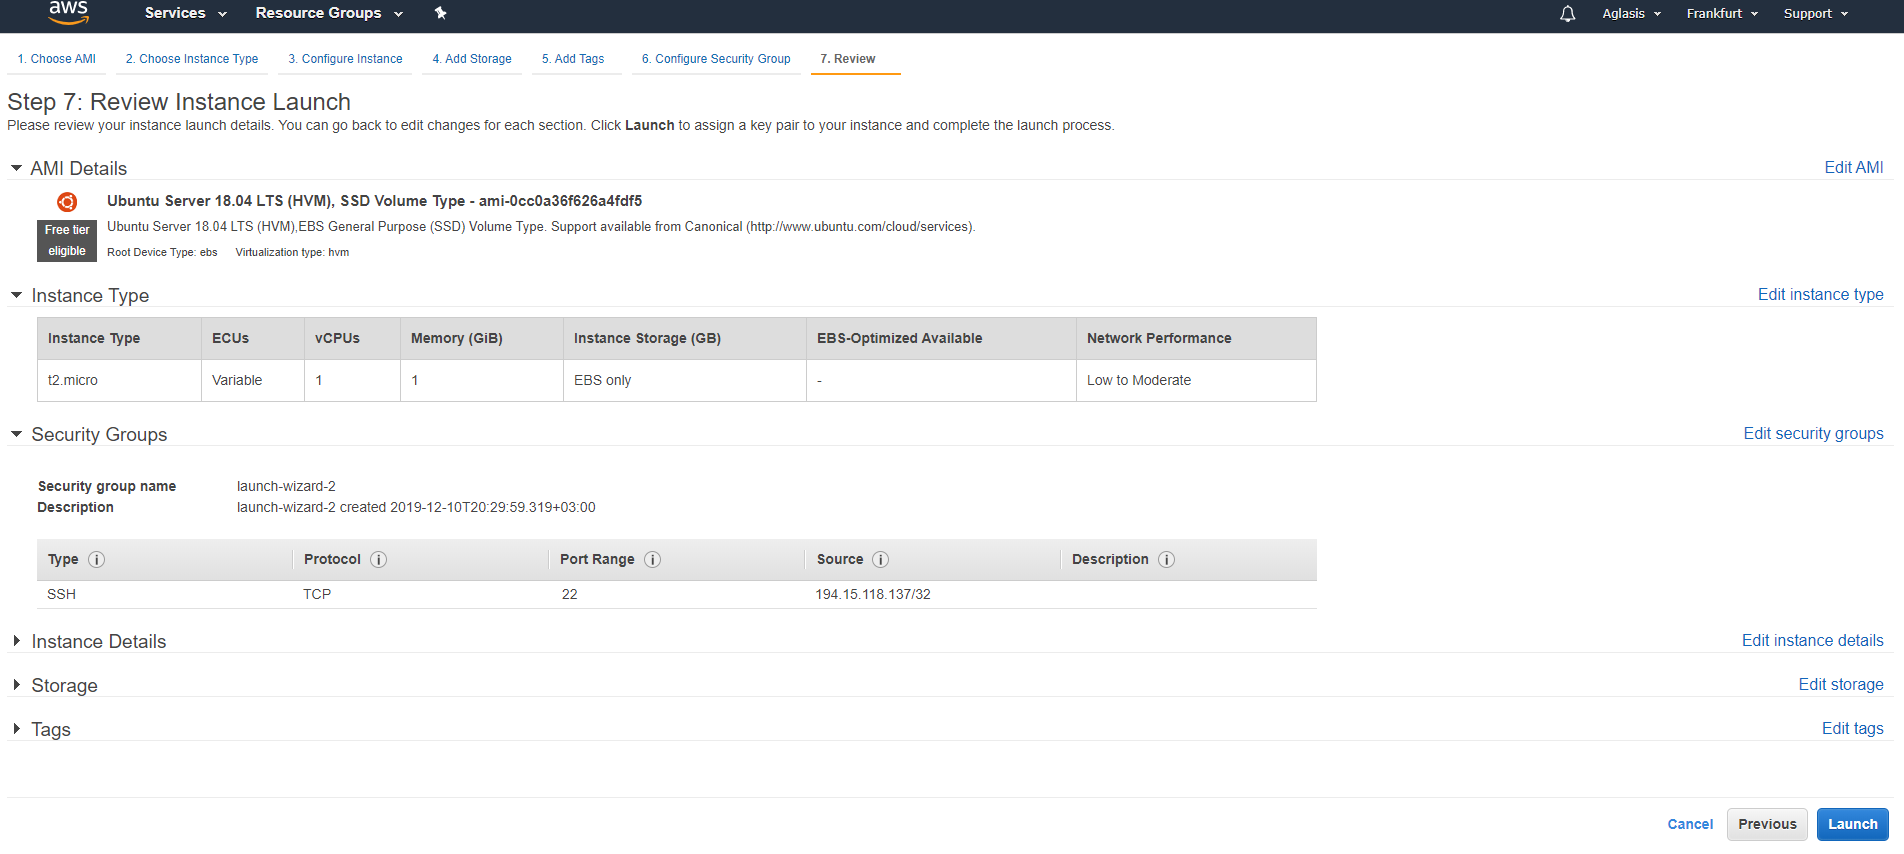 aws Services Resource Groups Aglasis Frankfurt Support
1. Choose AMI 2. Choose Instance Type 3. Configure Instance 4. Add Storage 5. Add Tags 6. Configure Security Group 7. Review
Step 7: Review Instance Launch
Please review your instance launch details. You can go back to edit changes for each section. Click Launch to assign a key pair to your instance and complete the launch process.
AMI Details Edit AMI
Ubuntu Server 18.04 LTS (HVM), SSD Volume Type - ami-0cc0a36f626a4fdf5
Free tier eligible
Ubuntu Server 18.04 LTS (HVM),EBS General Purpose (SSD) Volume Type. Support available from Canonical (http://www.ubuntu.com/cloud/services).
Root Device Type: ebs Virtualization type: hvm
Instance Type Edit instance type
Instance Type ECUs vCPUs Memory (GiB) Instance Storage (GB) EBS-Optimized Available Network Performance
t2.micro Variable 1 1 EBS only - Low to Moderate
Security Groups Edit security groups
Security group name launch-wizard-2
Description launch-wizard-2 created 2019-12-10T20:29:59.319+03:00
Type Protocol Port Range Source Description
SSH TCP 22 194.15.118.137/32
Instance Details Edit instance details
Storage Edit storage
Tags Edit tags
Cancel Previous Launch